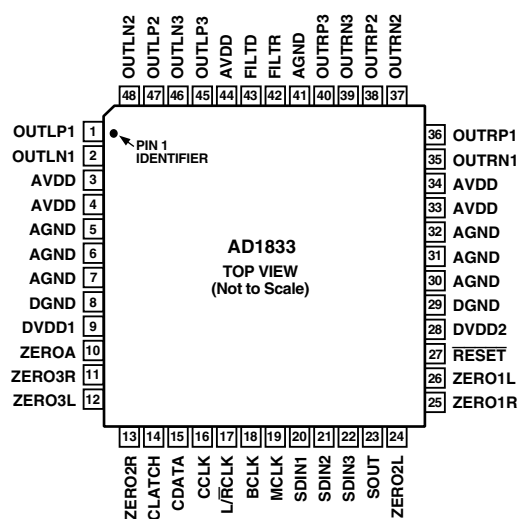 OUTLN2
OUTLP2
OUTLN3
OUTLP3
AVDD
FILTD
FILTR
AGND
OUTRP3
OUTRN3
OUTRP2
OUTRN2
48 47 46 45 44 43 42 41 40 39 38 37
OUTLP1 1
OUTLN1 2
AVDD 3
AVDD 4
AGND 5
AGND 6
AGND 7
DGND 8
DVDD1 9
ZEROA 10
ZERO3R 11
ZERO3L 12
PIN 1
IDENTIFIER
AD1833
TOP VIEW
(Not to Scale)
36 OUTRP1
35 OUTRN1
34 AVDD
33 AVDD
32 AGND
31 AGND
30 AGND
29 DGND
28 DVDD2
27 RESET
26 ZERO1L
25 ZERO1R
13 14 15 16 17 18 19 20 21 22 23 24
ZERO2R
CLATCH
CDATA
CCLK
L/RCLK
BCLK
MCLK
SDIN1
SDIN2
SDIN3
SOUT
ZERO2L